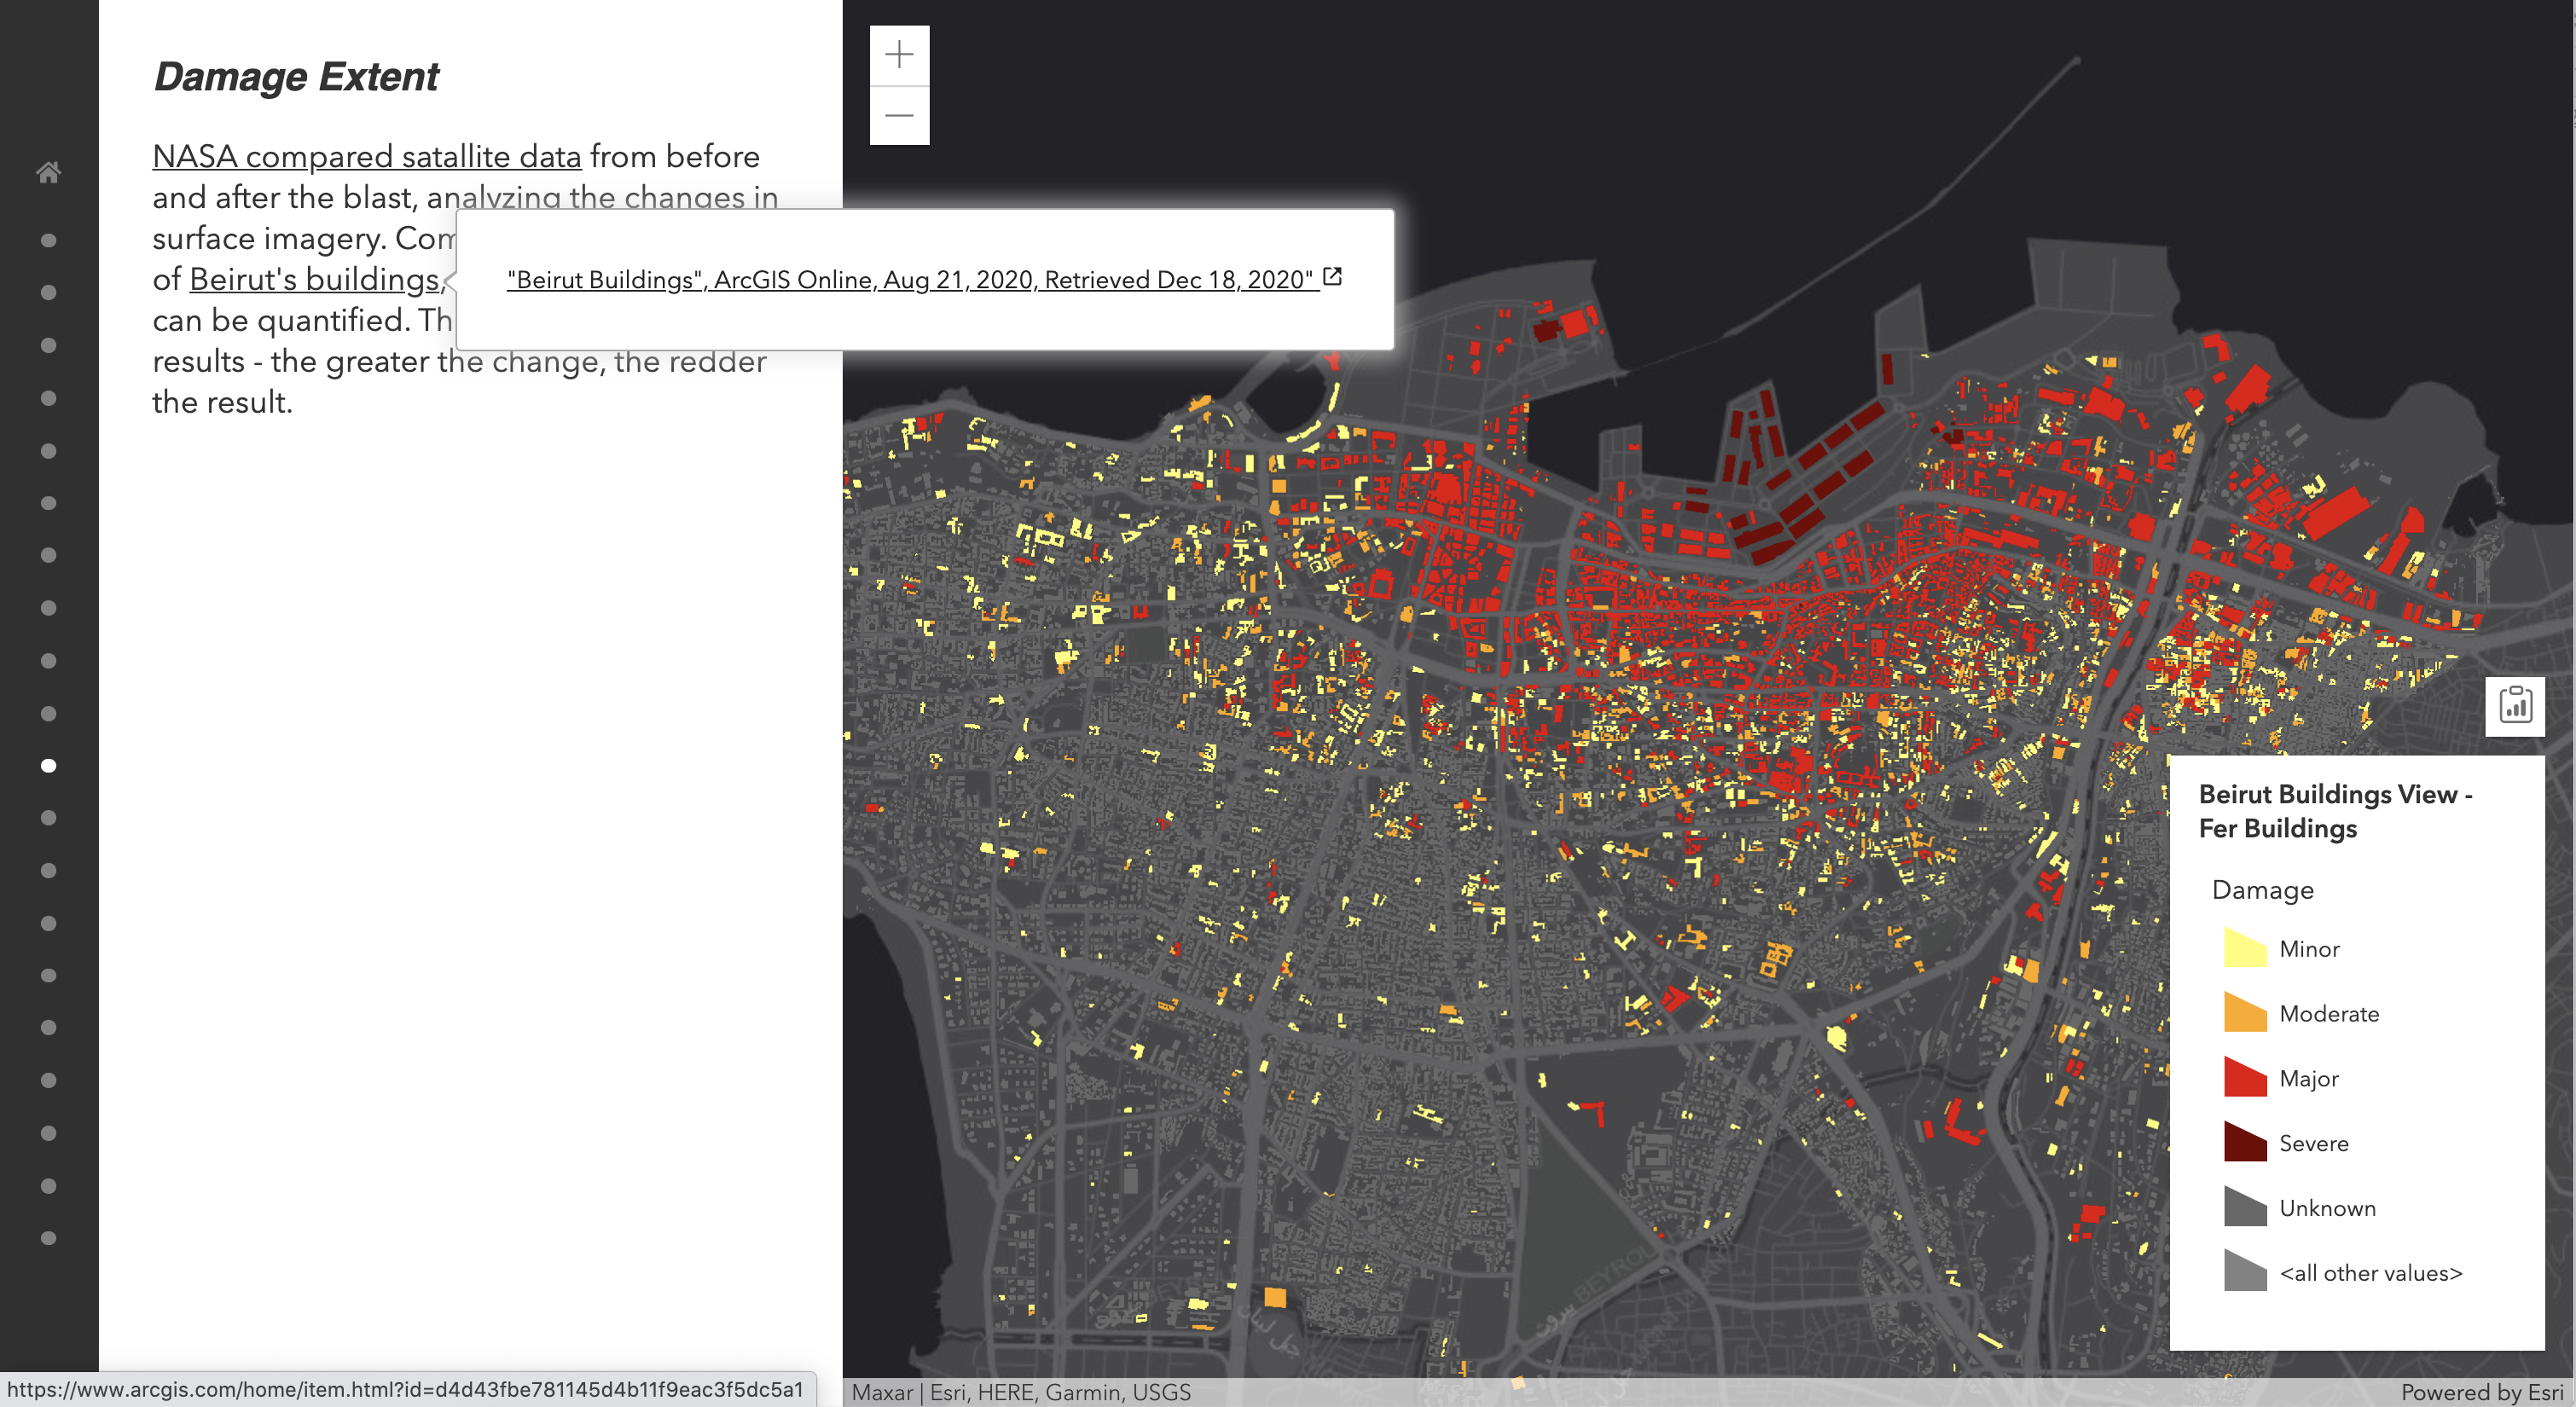 Damage Extent
NASA compared satallite data from before
and after the blast, analyzing the changes in
surface imagery. Com
of Beirut's buildings,
can be quantified. Th
results - the greater the change, the redder
the result.
"Beirut Buildings", ArcGIS Online, Aug 21, 2020, Retrieved Dec 18, 2020"
Beirut Buildings View -
Fer Buildings
Damage
Minor
Moderate
Major
Severe
Unknown
<all other values>
https://www.arcgis.com/home/item.html?id=d4d43fbe781145d4b11f9eac3f5dc5a1
Maxar | Esri, HERE, Garmin, USGS
Powered by Esri